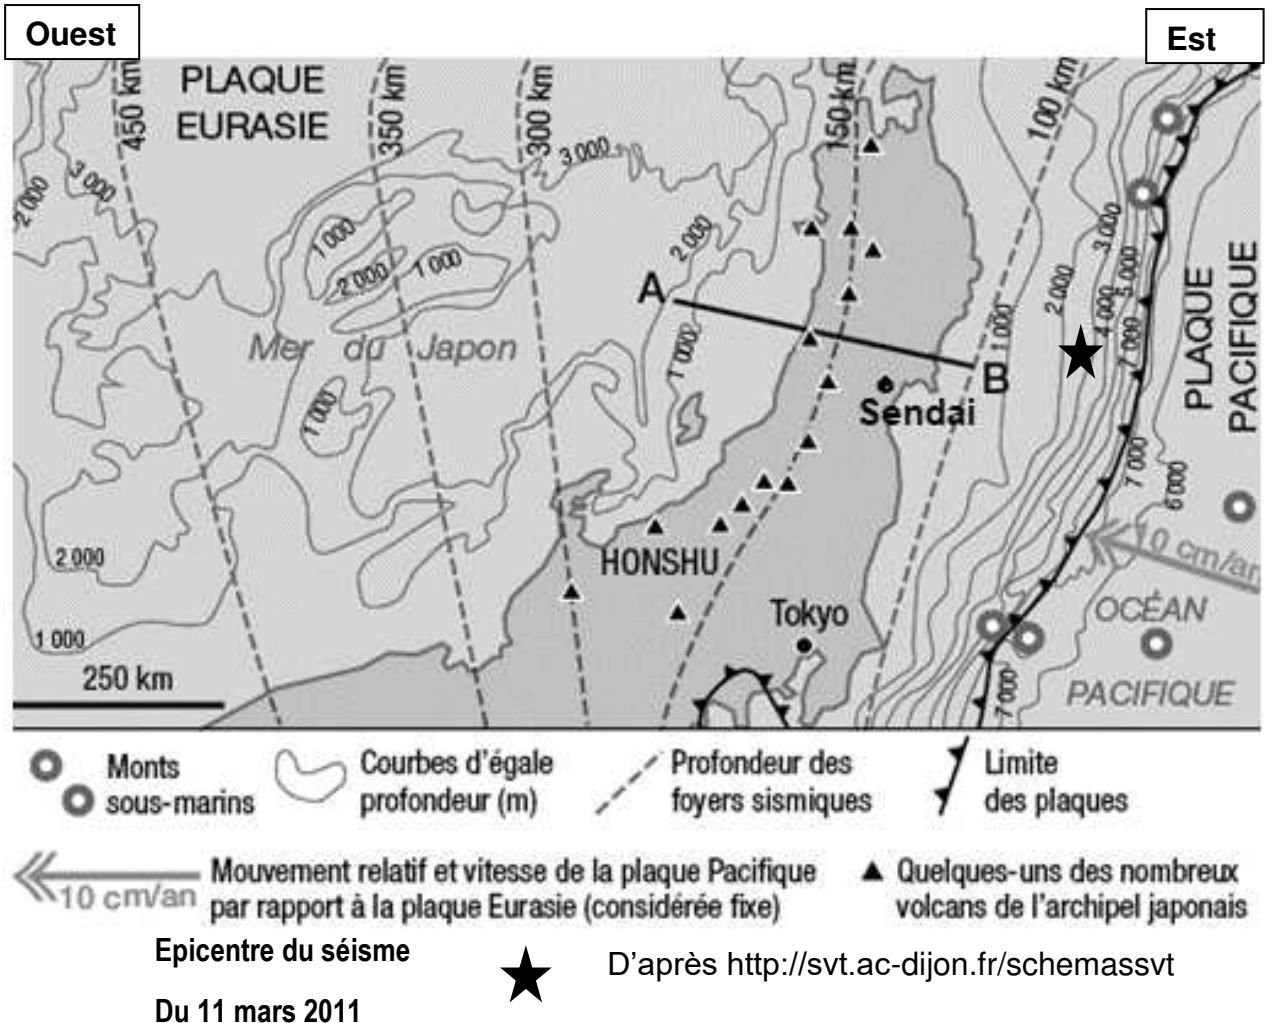 Ouest
Est
PLAQUE
EURASIE
450 km
350 km
300 km
150 km
100 km
2 000
3 000
3 000
1 000
2 000
1 000
2 000
3 000
2 000
5 000
4 000
7 000
1 000
1 000
A
B
Mer du Japon
1 000
Sendai
PLAQUE
PACIFIQUE
7 000
6 000
10 cm/an
2 000
1 000
HONSHU
Tokyo
OCÉAN
PACIFIQUE
7 000
250 km
Monts
sous-marins
Courbes d'égale
profondeur (m)
Profondeur des
foyers sismiques
Limite
des plaques
10 cm/an
Mouvement relatif et vitesse de la plaque Pacifique
par rapport à la plaque Eurasie (considérée fixe)
Quelques-uns des nombreux
volcans de l'archipel japonais
Epicentre du séisme
Du 11 mars 2011
D'après http://svt.ac-dijon.fr/schemassvt